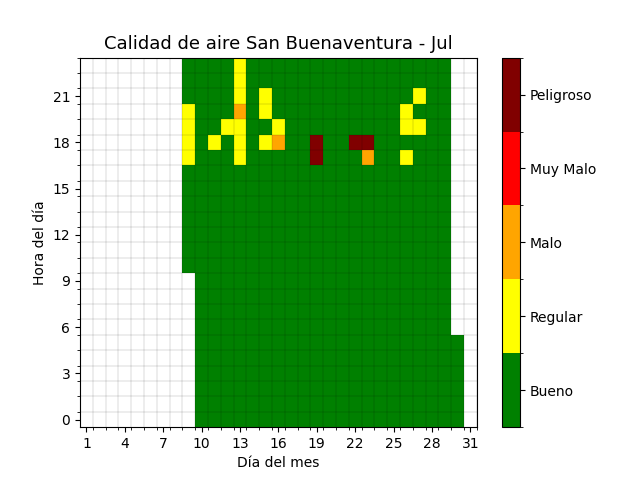 Calidad de aire San Buenaventura - Jul
Hora del día
21
18
15
12
9
6
3
0
1 4 7 10 13 16 19 22 25 28 31
Día del mes
Peligroso
Muy Malo
Malo
Regular
Bueno